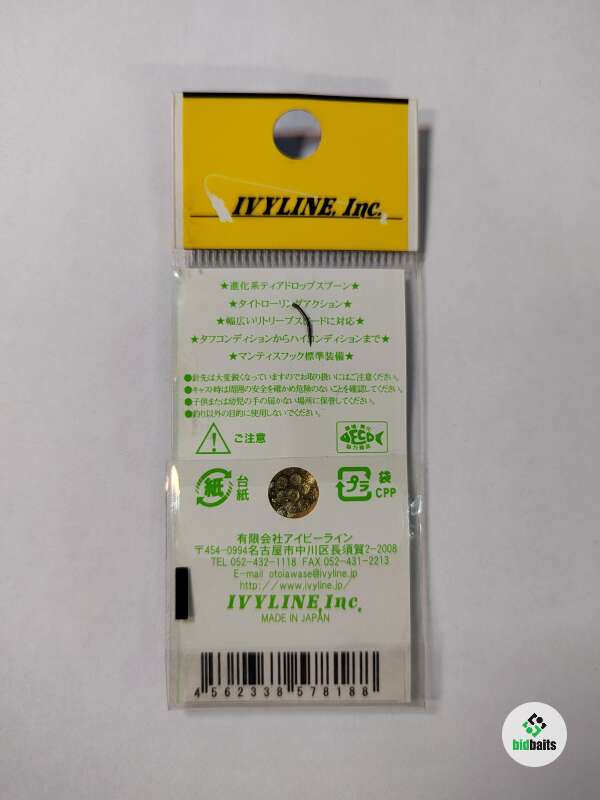 IVYLINE, Inc.
★進化系ティアドロップスプーン★
★タイトローリングアクション★
★幅広いリトリーブスピードに対応★
★タフコンディションからハイコンディションまで★
★マンティスフック標準装備★
●針先は大変鋭くなっていますのでお取り扱いにはご注意ください。
●キャスト時は周囲の安全を確かめ危険のないことを確認してください。
●子供または幼児の手の届かない場所に保管してください。
●釣り以外の目的に使用しないでください。
ご注意
ECO
紙
台紙
プラ
袋
CPP
有限会社アイビーライン
〒454-0994名古屋市中川区長須賀2-2008
TEL 052-432-1118 FAX 052-431-2213
E-mail otoiawase@ivyline.jp
http://www.ivyline.jp/
IVYLINE, Inc.
MADE IN JAPAN
4562338578188
bidbaits